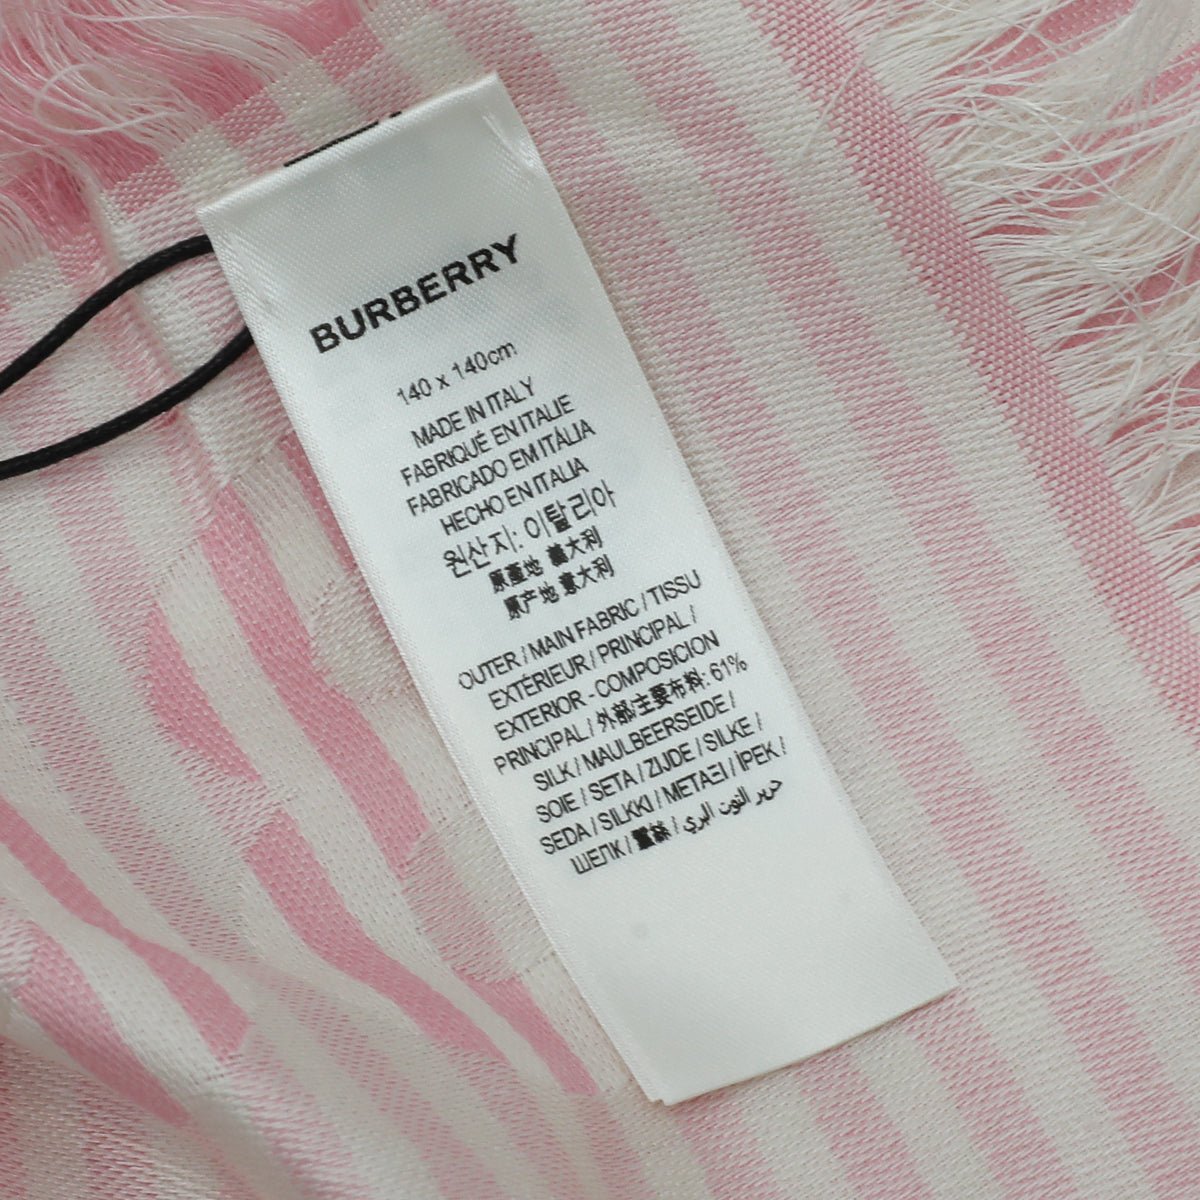 BURBERRY
140 x 140cm
MADE IN ITALY
FABRIQUÉ EN ITALIE
FABRICADO EM ITÁLIA
HECHO EN ITALIA
원산지: 이탈리아
原產地 義大利
原产地 意大利
OUTER / MAIN FABRIC / TISSU
EXTÉRIEUR / PRINCIPAL /
EXTERIOR - COMPOSICION
PRINCIPAL / 外部/主要布料: 61%
SILK / MAULBEERSEIDE /
SOIE / SETA / ZIJDE / SILKE /
SEDA / SILKKI / ΜΕΤΑΞΙ / İPEK /
ШЕЛК / 蠶絲 / حرير التوت البري